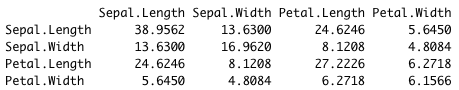 Sepal.Length Sepal.Width Petal.Length Petal.Width
Sepal.Length 38.9562 13.6300 24.6246 5.6450
Sepal.Width 13.6300 16.9620 8.1208 4.8084
Petal.Length 24.6246 8.1208 27.2226 6.2718
Petal.Width 5.6450 4.8084 6.2718 6.1566